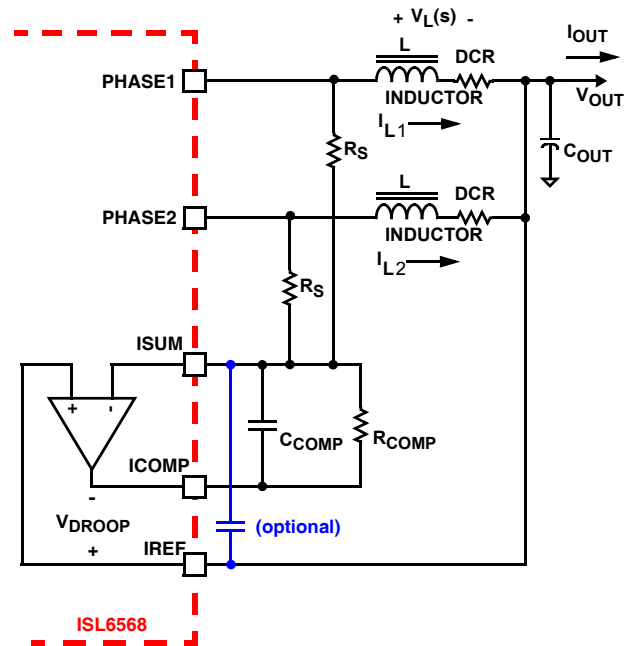 + VL(s) -
L
DCR
IOUT
PHASE1
INDUCTOR
VOUT
IL1
RS
COUT
L
DCR
PHASE2
INDUCTOR
IL2
RS
ISUM
+ -
CCOMP
RCOMP
ICOMP
-
VDROOP
(optional)
+
IREF
ISL6568